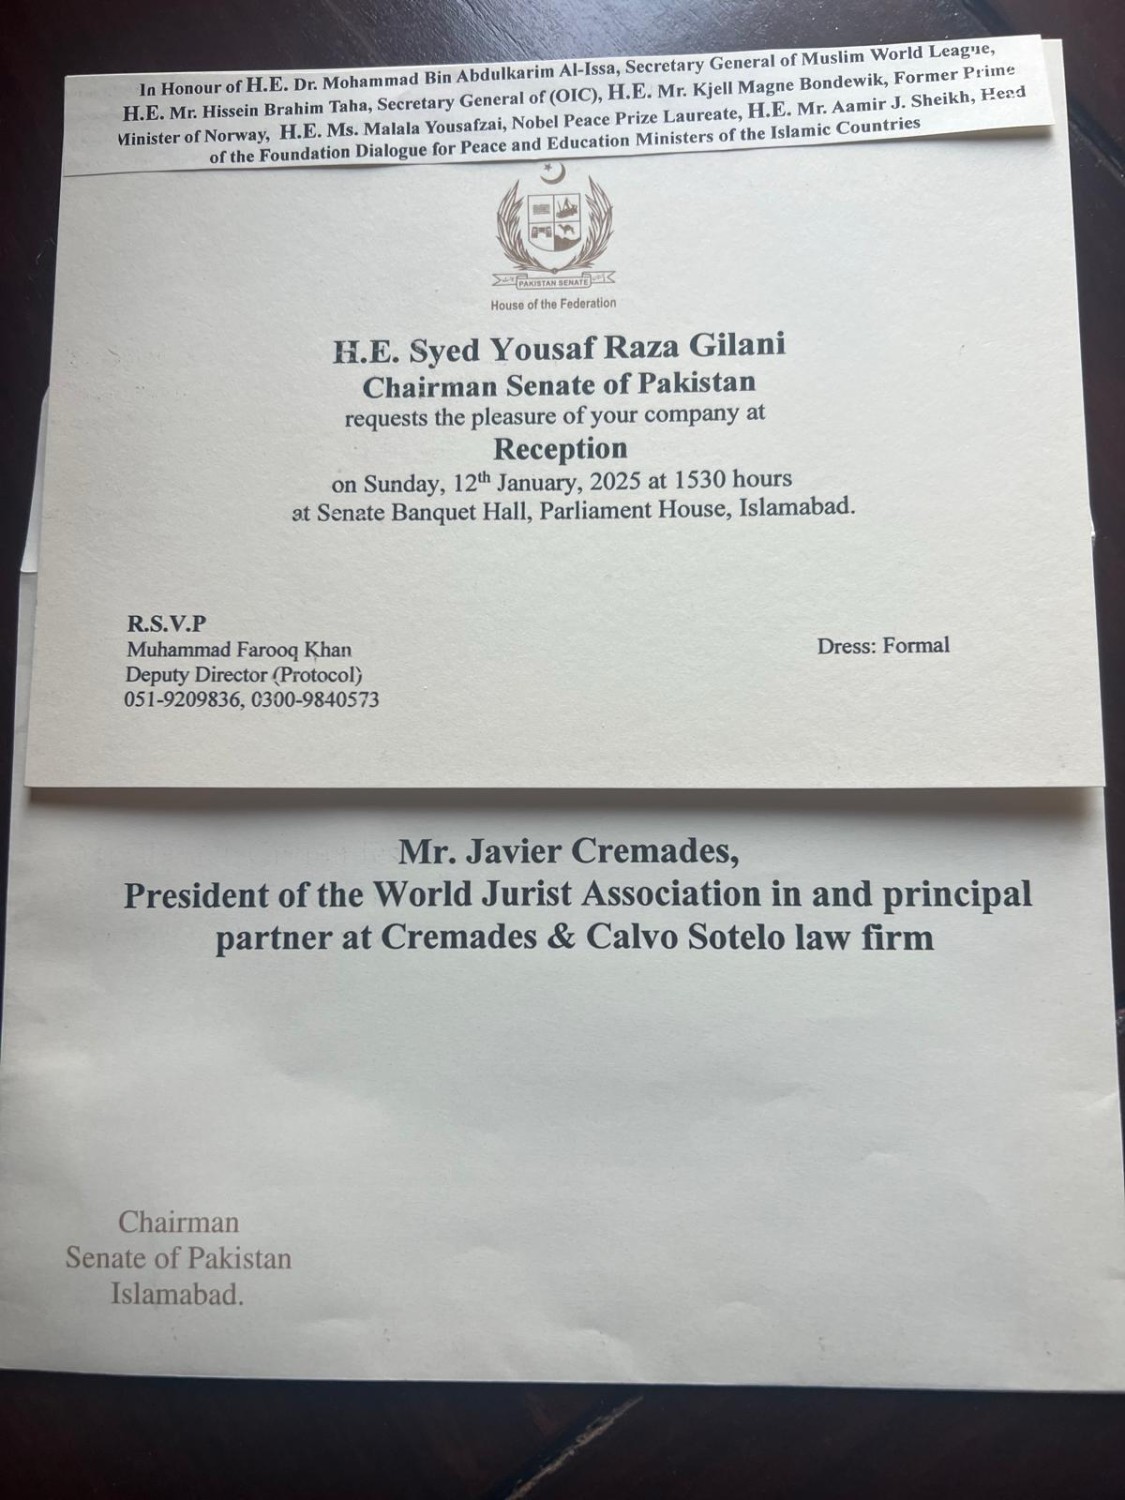 In Honour of H.E. Dr. Mohammad Bin Abdulkarim Al-Issa, Secretary General of Muslim World League,
H.E. Mr. Hissein Brahim Taha, Secretary General of (OIC), H.E. Mr. Kjell Magne Bondewik, Former Prime
Minister of Norway, H.E. Ms. Malala Yousafzai, Nobel Peace Prize Laureate, H.E. Mr. Aamir J. Sheikh, Head
of the Foundation Dialogue for Peace and Education Ministers of the Islamic Countries
PAKISTAN SENATE
House of the Federation
H.E. Syed Yousaf Raza Gilani
Chairman Senate of Pakistan
requests the pleasure of your company at
Reception
on Sunday, 12th January, 2025 at 1530 hours
at Senate Banquet Hall, Parliament House, Islamabad.
R.S.V.P
Muhammad Farooq Khan
Deputy Director (Protocol)
051-9209836, 0300-9840573
Dress: Formal
Mr. Javier Cremades,
President of the World Jurist Association in and principal
partner at Cremades & Calvo Sotelo law firm
Chairman
Senate of Pakistan
Islamabad.